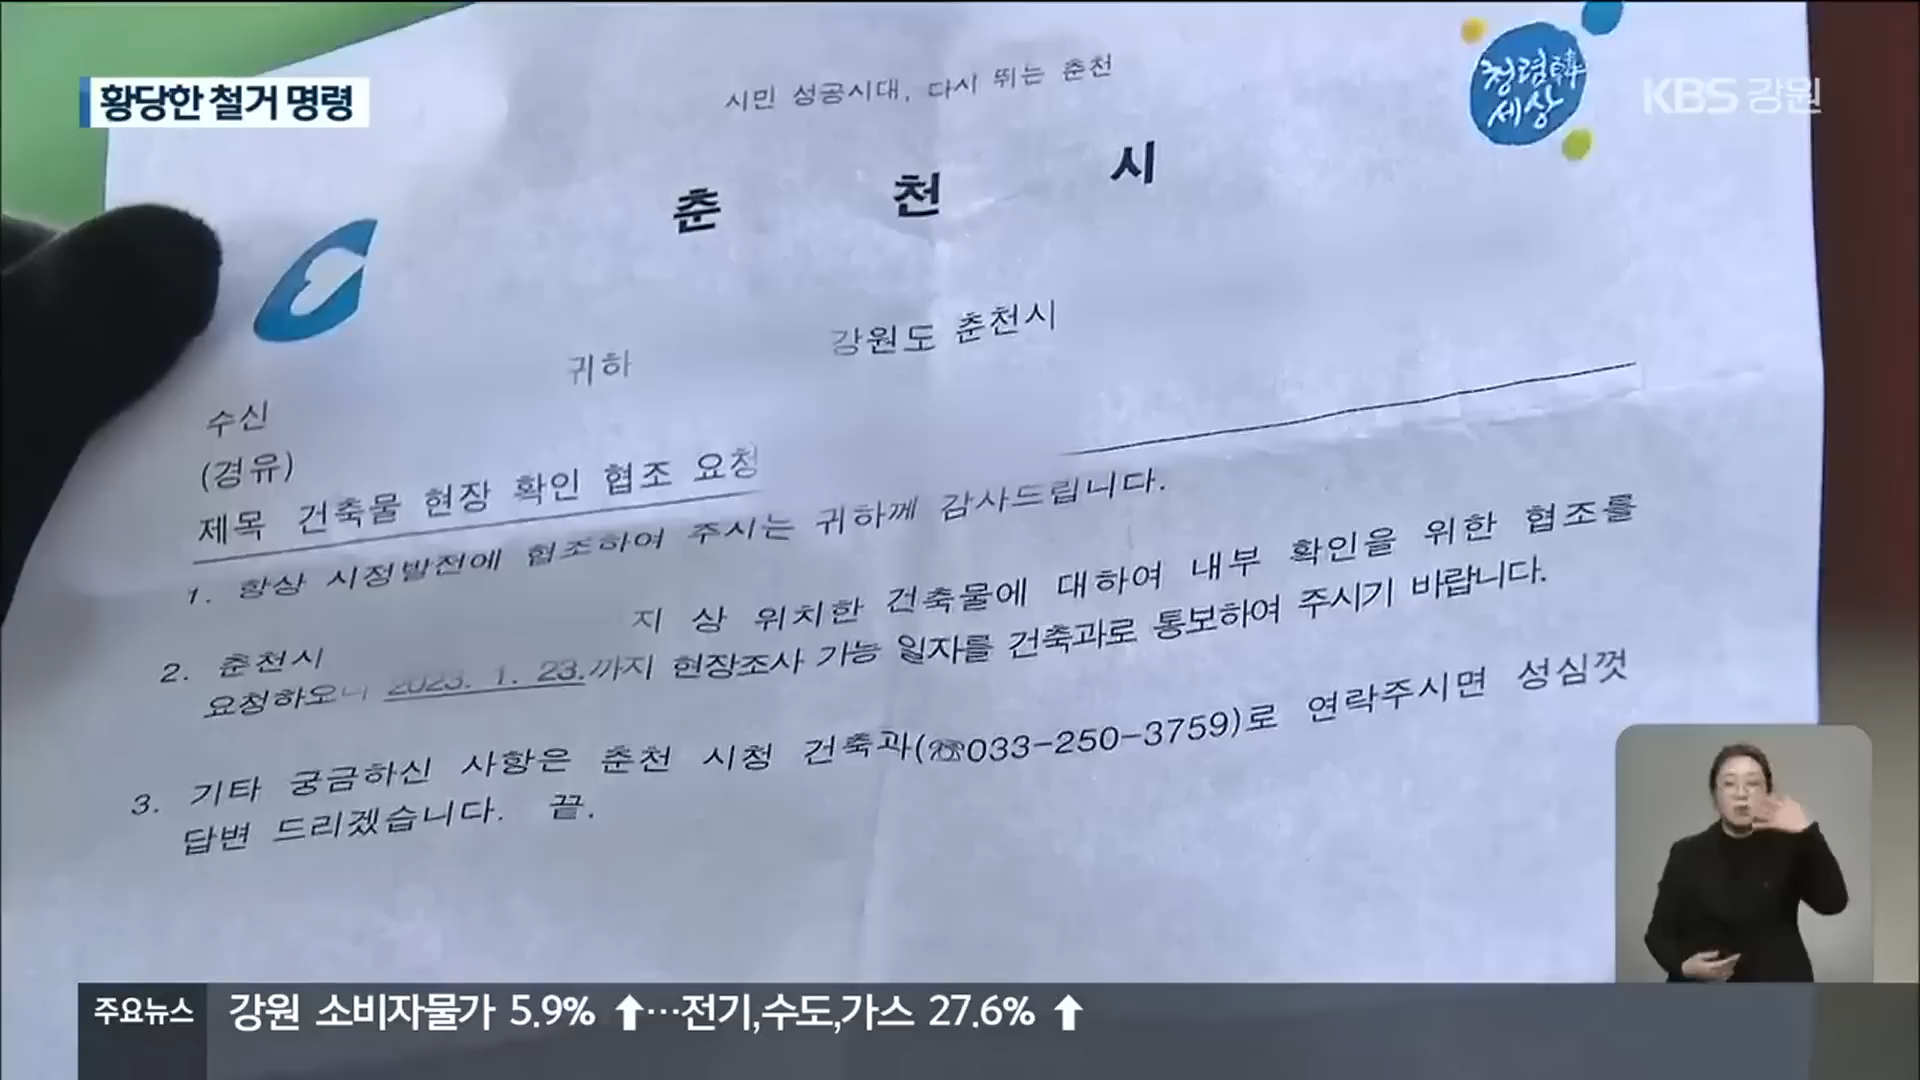 황당한 철거 명령
KBS 강원
시민 성공시대, 다시 뛰는 춘천
청렴韓
세상
춘 천 시
귀하 강원도 춘천시
수신
(경유)
제목 건축물 현장 확인 협조 요청
1. 항상 시정발전에 협조하여 주시는 귀하께 감사드립니다.
2. 춘천시 지 상 위치한 건축물에 대하여 내부 확인을 위한 협조를
요청하오니 2023. 1. 23.까지 현장조사 가능 일자를 건축과로 통보하여 주시기 바랍니다.
3. 기타 궁금하신 사항은 춘천 시청 건축과(☏033-250-3759)로 연락주시면 성심껏
답변 드리겠습니다. 끝.
주요뉴스 강원 소비자물가 5.9% ↑…전기,수도,가스 27.6% ↑